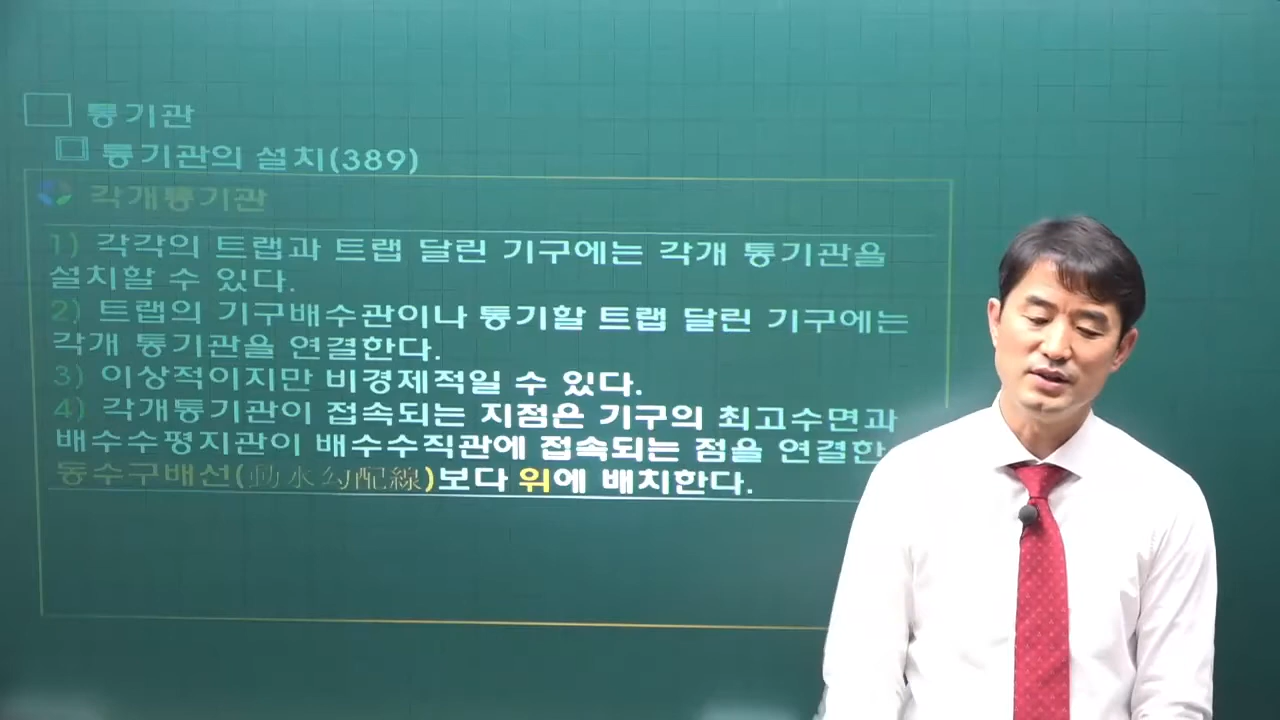 통기관
통기관의 설치(389)
각개통기관
1) 각각의 트랩과 트랩 달린 기구에는 각개 통기관을
설치할 수 있다.
2) 트랩의 기구배수관이나 통기할 트랩 달린 기구에는
각개 통기관을 연결한다.
3) 이상적이지만 비경제적일 수 있다.
4) 각개통기관이 접속되는 지점은 기구의 최고수면과
배수수평지관이 배수수직관에 접속되는 점을 연결한
동수구배선(動水勾配線)보다 위에 배치한다.